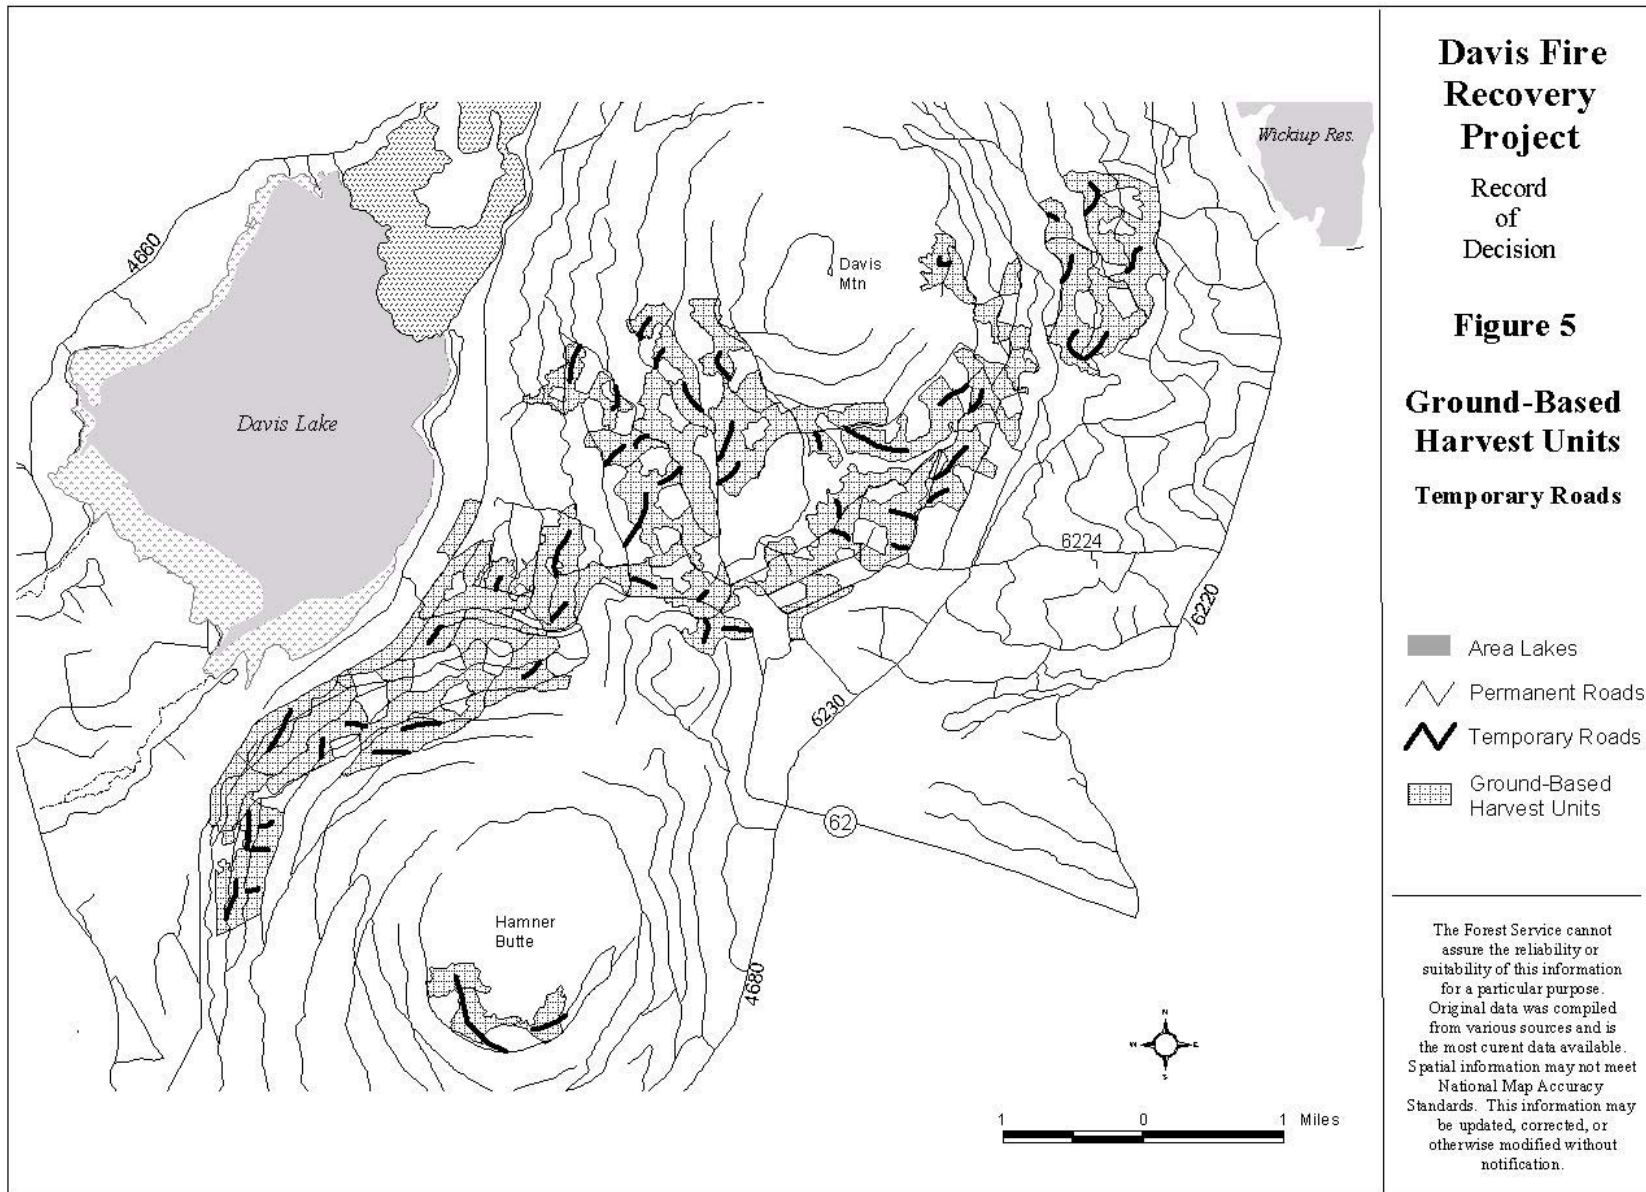 Davis Fire
Recovery
Project
Record
of
Decision
Figure 5
Ground-Based
Harvest Units
Temporary Roads
Area Lakes
Permanent Roads
Temporary Roads
Ground-Based
Harvest Units
The Forest Service cannot
assure the reliability or
suitability of this information
for a particular purpose.
Original data was compiled
from various sources and is
the most curent data available.
Spatial information may not meet
National Map Accuracy
Standards. This information may
be updated, corrected, or
otherwise modified without
notification.
Wickiup Res.
4660
Davis
Mtn
Davis Lake
6224
6220
6230
62
Hamner
Butte
4680
N
W E
S
1 0 1 Miles